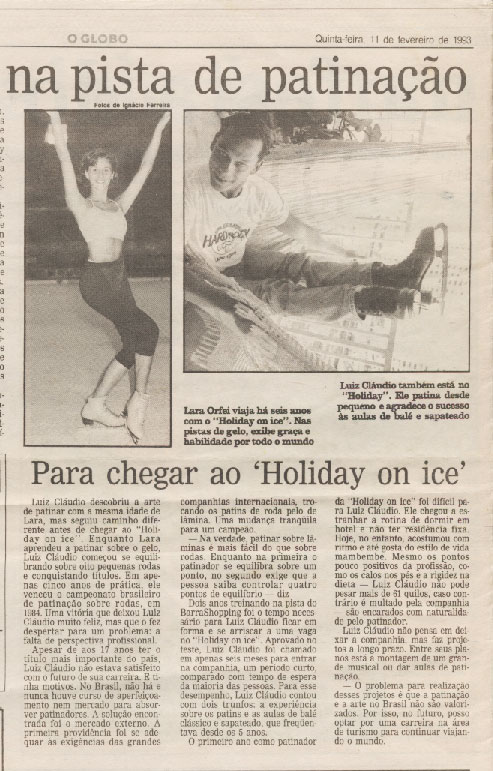 O GLOBO
Quinta-feira, 11 de fevereiro de 1993
na pista de patinação
Fotos de Ignácio Ferreira
HARD ROCK
Lara Orfei viaja há seis anos
com o "Holiday on ice". Nas
pistas de gelo, exibe graça e
habilidade por todo o mundo
Luiz Cláudio também está no
"Holiday". Ele patina desde
pequeno e agradece o sucesso
às aulas de balé e sapateado
Para chegar ao 'Holiday on ice'
Luiz Cláudio descobriu a arte
de patinar com a mesma idade de
Lara, mas seguiu caminho dife-
rente antes de chegar ao "Holi-
day on ice". Enquanto Lara
aprendeu a patinar sobre o gelo,
Luiz Cláudio começou se equili-
brando sobre oito pequenas rodas
e conquistando títulos. Em ape-
nas cinco anos de prática, ele
venceu o campeonato brasileiro
de patinação sobre rodas, em
1984. Uma vitória que deixou Luiz
Cláudio muito feliz, mas que o fez
despertar para um problema: a
falta de perspectiva profissional.
Apesar de aos 17 anos ter o
título mais importante do país,
Luiz Cláudio não estava satisfeito
com o futuro de sua carreira. E ti-
nha motivos. No Brasil, não há e
nunca houve curso de aperfeiçoa-
mento nem mercado para absor-
ver patinadores. A solução encon-
trada foi o mercado externo. A
primeira providência foi se ade-
quar as exigências das grandes
companhias internacionais, tro-
cando os patins de roda pelo de
lâmina. Uma mudança tranquila
para um campeão.
— Na verdade, patinar sobre lâ-
minas é mais fácil do que sobre
rodas. Enquanto na primeira o
patinador se equilibra sobre um
ponto, no segundo exige que a
pessoa saiba controlar quatro
pontos de equilíbrio — diz
Dois anos treinando na pista do
BarraShopping foi o tempo neces-
sário para Luiz Cláudio ficar em
forma e se arriscar a uma vaga
no "Holiday on ice". Aprovado no
teste, Luiz Cláudio foi chamado
em apenas seis meses para entrar
na companhia, um período curto,
comparado com tempo de espera
da maioria das pessoas. Para esse
desempenho, Luiz Cláudio contou
com dois trunfos: a experiência
sobre os patins e as aulas de balé
clássico e sapateado, que freqüen-
tava desde os 5 anos.
O primeiro ano como patinador
da "Holiday on ice" foi difícil pa-
ra Luiz Cláudio. Ele chegou a es-
tranhar a rotina de dormir em
hotel e não ter residência fixa.
Hoje, no entanto, acostumou com
ritmo e até gosta do estilo de vida
mambembe. Mesmo os pontos
pouco positivos da profissão, co-
mo os calos nos pés e a rigidez na
dieta — Luiz Cláudio não pode
pesar mais de 61 quilos, caso con-
trário é multado pela companhia
— são encarados com naturalida-
de pelo patinador.
Luiz Cláudio não pensa em dei-
xar a companhia, mas faz proje-
tos a longo prazo. Entre seus pla-
nos está a montagem de um gran-
de musical ou dar aulas de pati-
nação.
— O problema para realização
desses projetos é que a patinação
e a arte no Brasil não são valori-
zados. Por isso, no futuro, posso
optar por uma carreira na área
de turismo para continuar viajan-
do o mundo.